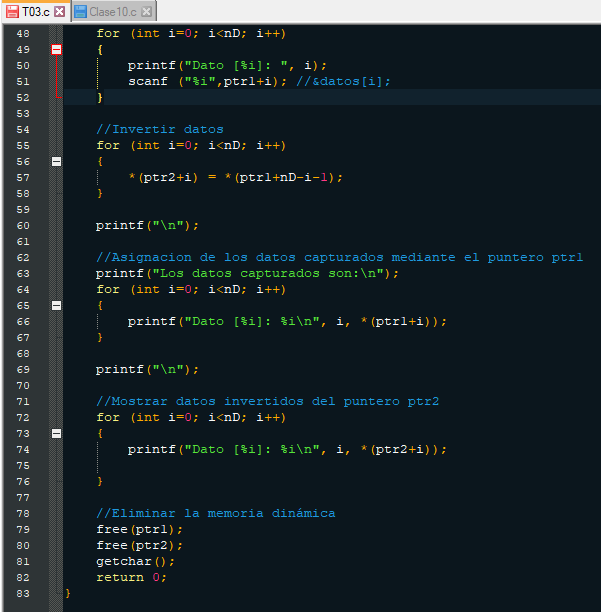 T03.c Clase10.c
48 for (int i=0; i<nD; i++)
49 {
50 printf("Dato [%i]: ", i);
51 scanf ("%i",ptr1+i); //&datos[i];
52 }
53
54 //Invertir datos
55 for (int i=0; i<nD; i++)
56 {
57 *(ptr2+i) = *(ptr1+nD-i-1);
58 }
59
60 printf("\n");
61
62 //Asignacion de los datos capturados mediante el puntero ptr1
63 printf("Los datos capturados son:\n");
64 for (int i=0; i<nD; i++)
65 {
66 printf("Dato [%i]: %i\n", i, *(ptr1+i));
67 }
68
69 printf("\n");
70
71 //Mostrar datos invertidos del puntero ptr2
72 for (int i=0; i<nD; i++)
73 {
74 printf("Dato [%i]: %i\n", i, *(ptr2+i));
75
76 }
77
78 //Eliminar la memoria dinámica
79 free(ptr1);
80 free(ptr2);
81 getchar();
82 return 0;
83 }